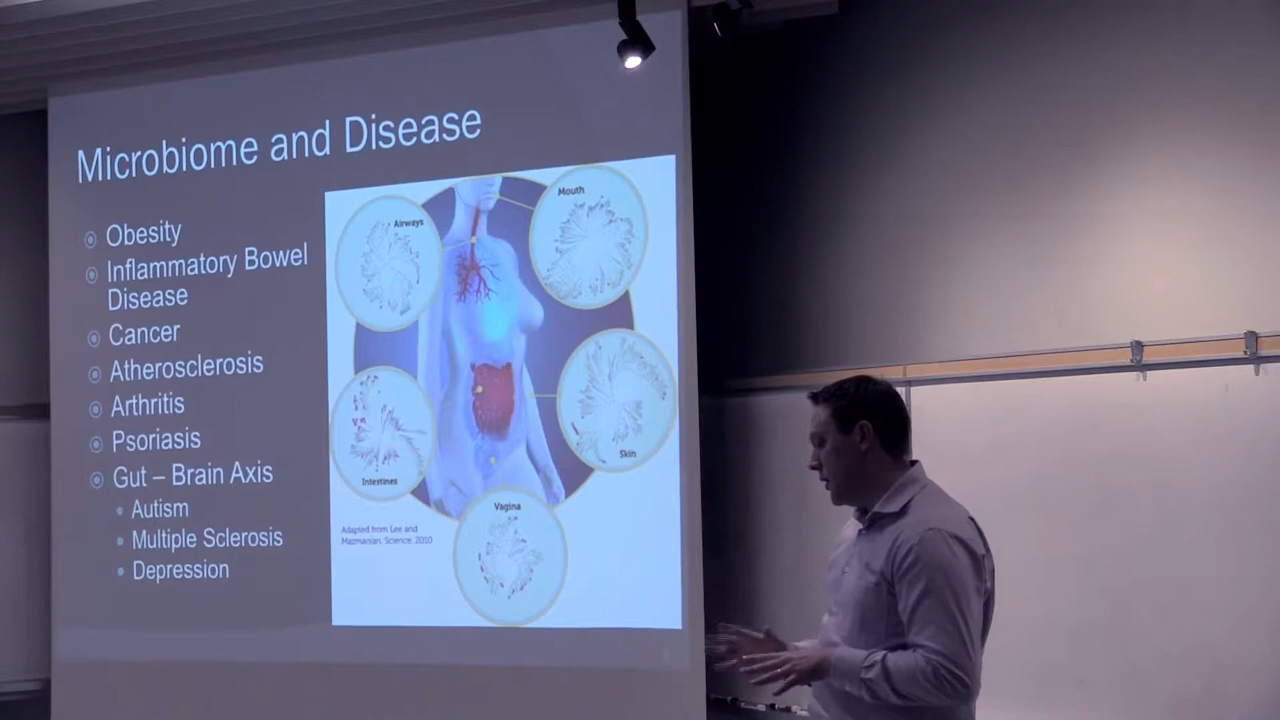 Microbiome and Disease
Obesity
Inflammatory Bowel
Disease
Cancer
Atherosclerosis
Arthritis
Psoriasis
Gut – Brain Axis
Autism
Multiple Sclerosis
Depression
Airways
Mouth
Intestines
Skin
Vagina
Adapted from Lee and
Mazmanian, Science, 2010